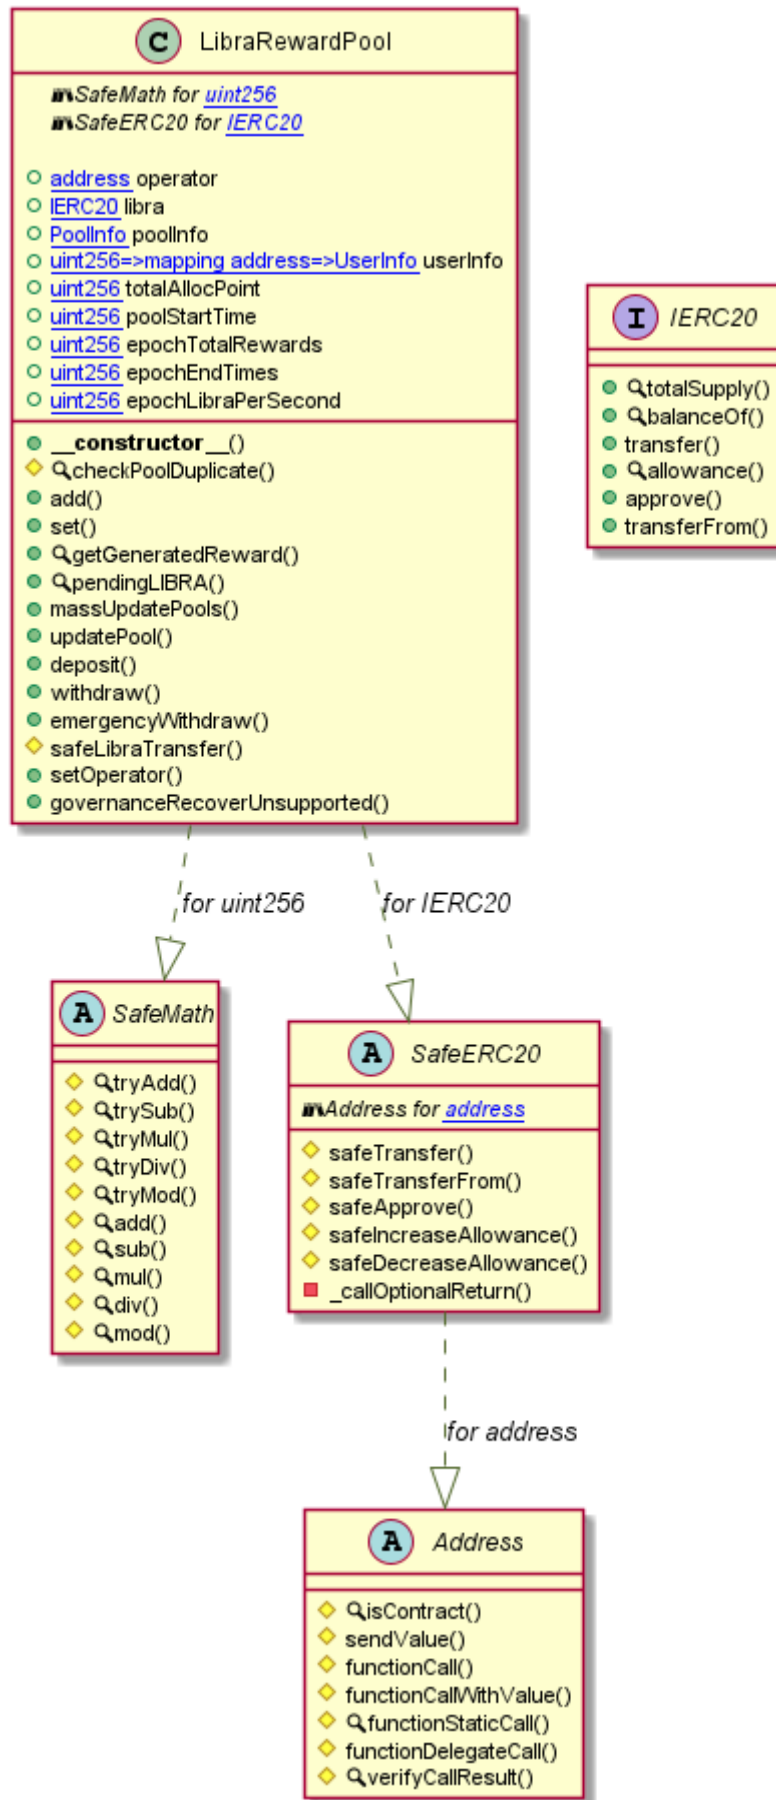 C LibraRewardPool
SafeMath for uint256
SafeERC20 for IERC20
address operator
IERC20 libra
PoolInfo poolInfo
uint256=>mapping address=>UserInfo userInfo
uint256 totalAllocPoint
uint256 poolStartTime
uint256 epochTotalRewards
uint256 epochEndTimes
uint256 epochLibraPerSecond
__constructor__()
checkPoolDuplicate()
add()
set()
getGeneratedReward()
pendingLIBRA()
massUpdatePools()
updatePool()
deposit()
withdraw()
emergencyWithdraw()
safeLibraTransfer()
setOperator()
governanceRecoverUnsupported()
I IERC20
totalSupply()
balanceOf()
transfer()
allowance()
approve()
transferFrom()
for uint256
for IERC20
A SafeMath
tryAdd()
trySub()
tryMul()
tryDiv()
tryMod()
add()
sub()
mul()
div()
mod()
A SafeERC20
Address for address
safeTransfer()
safeTransferFrom()
safeApprove()
safeIncreaseAllowance()
safeDecreaseAllowance()
_callOptionalReturn()
for address
A Address
isContract()
sendValue()
functionCall()
functionCallWithValue()
functionStaticCall()
functionDelegateCall()
verifyCallResult()